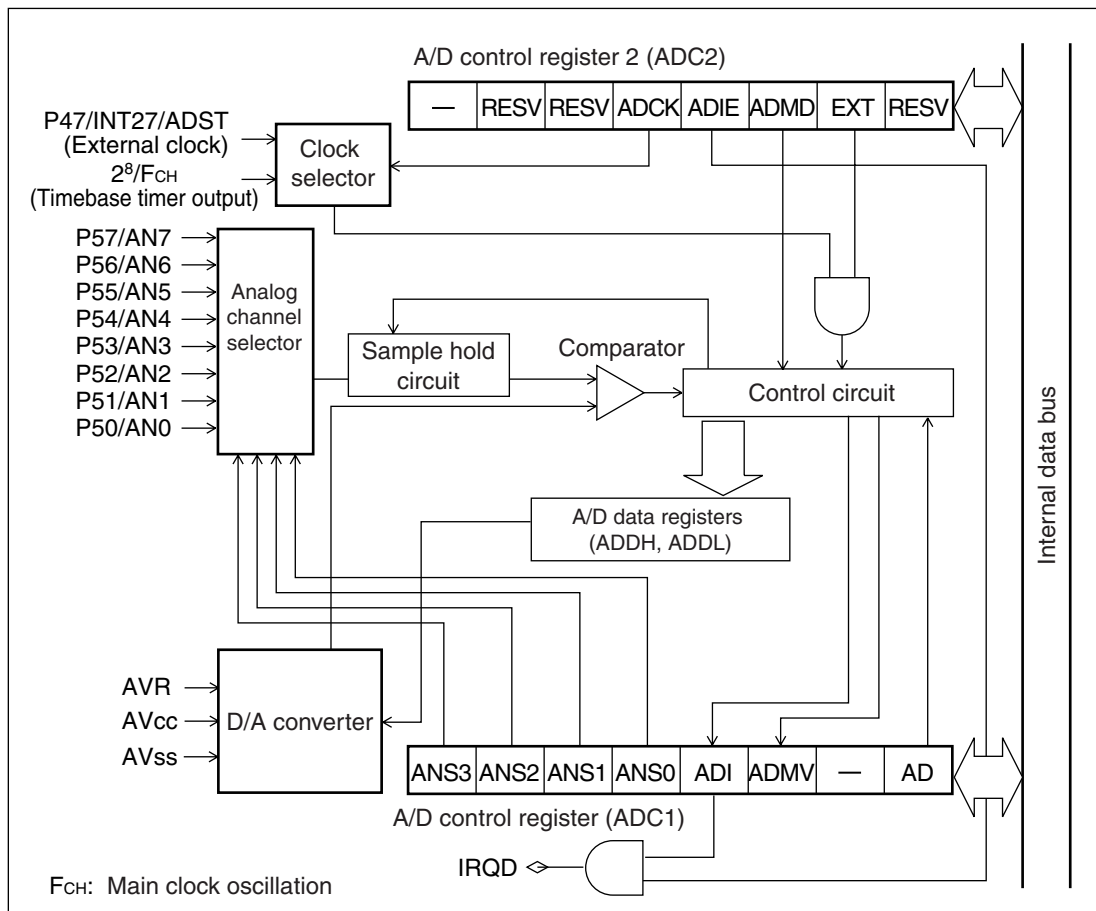 A/D control register 2 (ADC2)
— RESV RESV ADCK ADIE ADMD EXT RESV
P47/INT27/ADST
(External clock)
2⁸/FCH
(Timebase timer output)
Clock
selector
P57/AN7
P56/AN6
P55/AN5
P54/AN4
P53/AN3
P52/AN2
P51/AN1
P50/AN0
Analog
channel
selector
Sample hold
circuit
Comparator
Control circuit
Internal data bus
A/D data registers
(ADDH, ADDL)
AVR
AVcc
AVss
D/A converter
ANS3 ANS2 ANS1 ANS0 ADI ADMV — AD
A/D control register (ADC1)
IRQD
FCH: Main clock oscillation